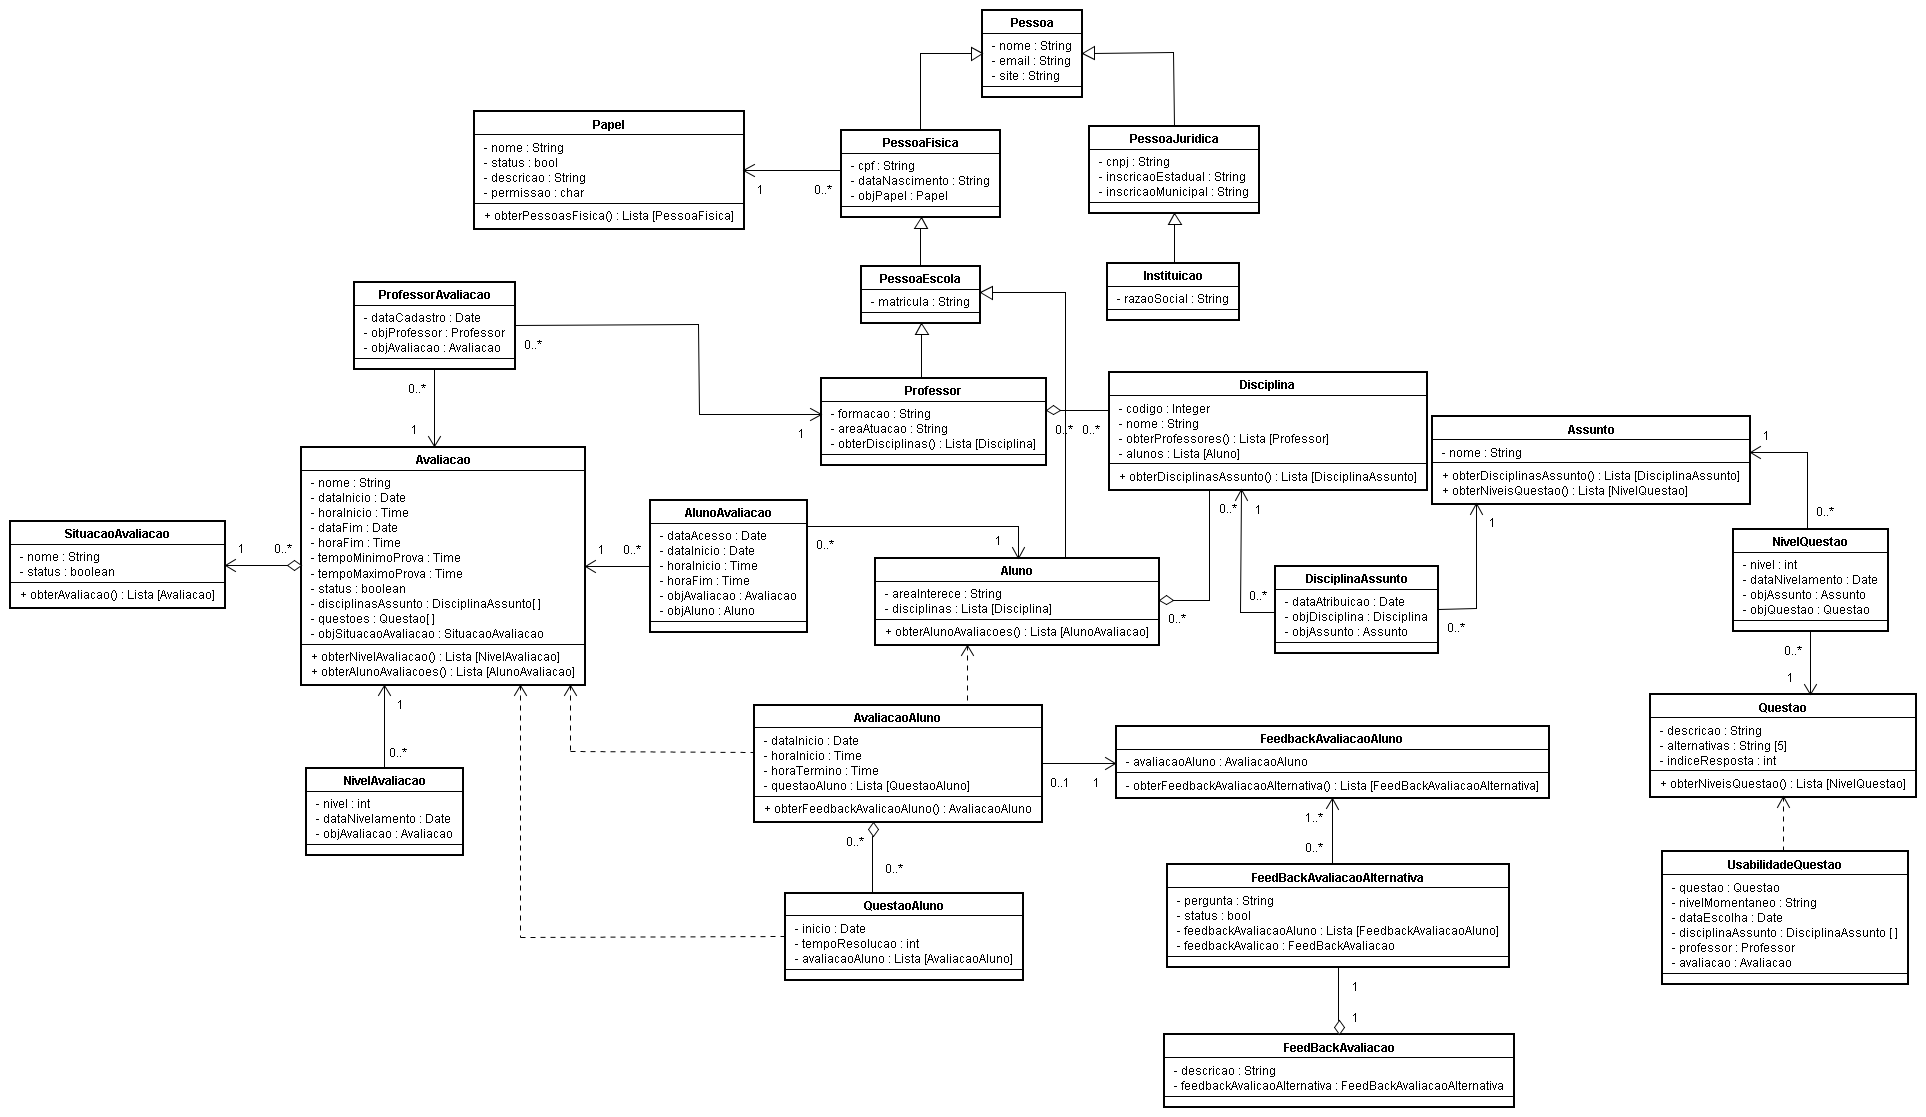 Pessoa
- nome : String
- email : String
- site : String
Papel
- nome : String
- status : bool
- descricao : String
- permissao : char
+ obterPessoasFisica() : Lista [PessoaFisica]
1
0..*
PessoaFisica
- cpf : String
- dataNascimento : String
- objPapel : Papel
PessoaJuridica
- cnpj : String
- inscricaoEstadual : String
- inscricaoMunicipal : String
PessoaEscola
- matricula : String
Instituicao
- razaoSocial : String
ProfessorAvaliacao
- dataCadastro : Date
- objProfessor : Professor
- objAvaliacao : Avaliacao
0..*
0..*
1
1
Professor
- formacao : String
- areaAtuacao : String
- obterDisciplinas() : Lista [Disciplina]
0..*
0..*
Disciplina
- codigo : Integer
- nome : String
- obterProfessores() : Lista [Professor]
- alunos : Lista [Aluno]
+ obterDisciplinasAssunto() : Lista [DisciplinaAssunto]
0..*
1
Assunto
- nome : String
+ obterDisciplinasAssunto() : Lista [DisciplinaAssunto]
+ obterNiveisQuestao() : Lista [NivelQuestao]
1
1
0..*
Avaliacao
- nome : String
- dataInicio : Date
- horaInicio : Time
- dataFim : Date
- horaFim : Time
- tempoMinimoProva : Time
- tempoMaximoProva : Time
- status : boolean
- disciplinasAssunto : DisciplinaAssunto[ ]
- questoes : Questao[ ]
- objSituacaoAvaliacao : SituacaoAvaliacao
+ obterNivelAvaliacao() : Lista [NivelAvaliacao]
+ obterAlunoAvaliacoes() : Lista [AlunoAvaliacao]
SituacaoAvaliacao
- nome : String
- status : boolean
+ obterAvaliacao() : Lista [Avaliacao]
1
0..*
AlunoAvaliacao
- dataAcesso : Date
- dataInicio : Date
- horaInicio : Time
- horaFim : Time
- objAvaliacao : Avaliacao
- objAluno : Aluno
1
0..*
0..*
1
Aluno
- areaInterece : String
- disciplinas : Lista [Disciplina]
+ obterAlunoAvaliacoes() : Lista [AlunoAvaliacao]
0..*
DisciplinaAssunto
- dataAtribuicao : Date
- objDisciplina : Disciplina
- objAssunto : Assunto
0..*
0..*
NivelQuestao
- nivel : int
- dataNivelamento : Date
- objAssunto : Assunto
- objQuestao : Questao
0..*
1
Questao
- descricao : String
- alternativas : String [5]
- indiceResposta : int
+ obterNiveisQuestao() : Lista [NivelQuestao]
1
0..*
NivelAvaliacao
- nivel : int
- dataNivelamento : Date
- objAvaliacao : Avaliacao
AvaliacaoAluno
- dataInicio : Date
- horaInicio : Time
- horaTermino : Time
- questaoAluno : Lista [QuestaoAluno]
+ obterFeedbackAvalicaoAluno() : AvaliacaoAluno
0..1
1
0..*
0..*
FeedbackAvaliacaoAluno
- avaliacaoAluno : AvaliacaoAluno
- obterFeedbackAvaliacaoAlternativa() : Lista [FeedBackAvaliacaoAlternativa]
1..*
0..*
QuestaoAluno
- inicio : Date
- tempoResolucao : int
- avaliacaoAluno : Lista [AvaliacaoAluno]
FeedBackAvaliacaoAlternativa
- pergunta : String
- status : bool
- feedbackAvaliacaoAluno : Lista [FeedbackAvaliacaoAluno]
- feedbackAvalicao : FeedBackAvaliacao
1
1
UsabilidadeQuestao
- questao : Questao
- nivelMomentaneo : String
- dataEscolha : Date
- disciplinaAssunto : DisciplinaAssunto [ ]
- professor : Professor
- avaliacao : Avaliacao
FeedBackAvaliacao
- descricao : String
- feedbackAvalicaoAlternativa : FeedBackAvaliacaoAlternativa